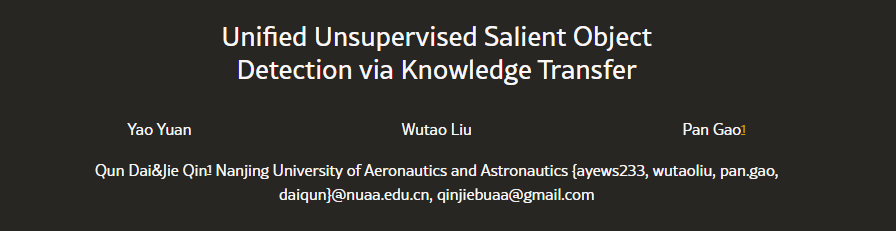 Unified Unsupervised Salient Object
Detection via Knowledge Transfer
Yao Yuan Wutao Liu Pan Gao1
Qun Dai&Jie Qin1 Nanjing University of Aeronautics and Astronautics {ayews233, wutaoliu, pan.gao,
daiqun}@nuaa.edu.cn, qinjiebuaa@gmail.com